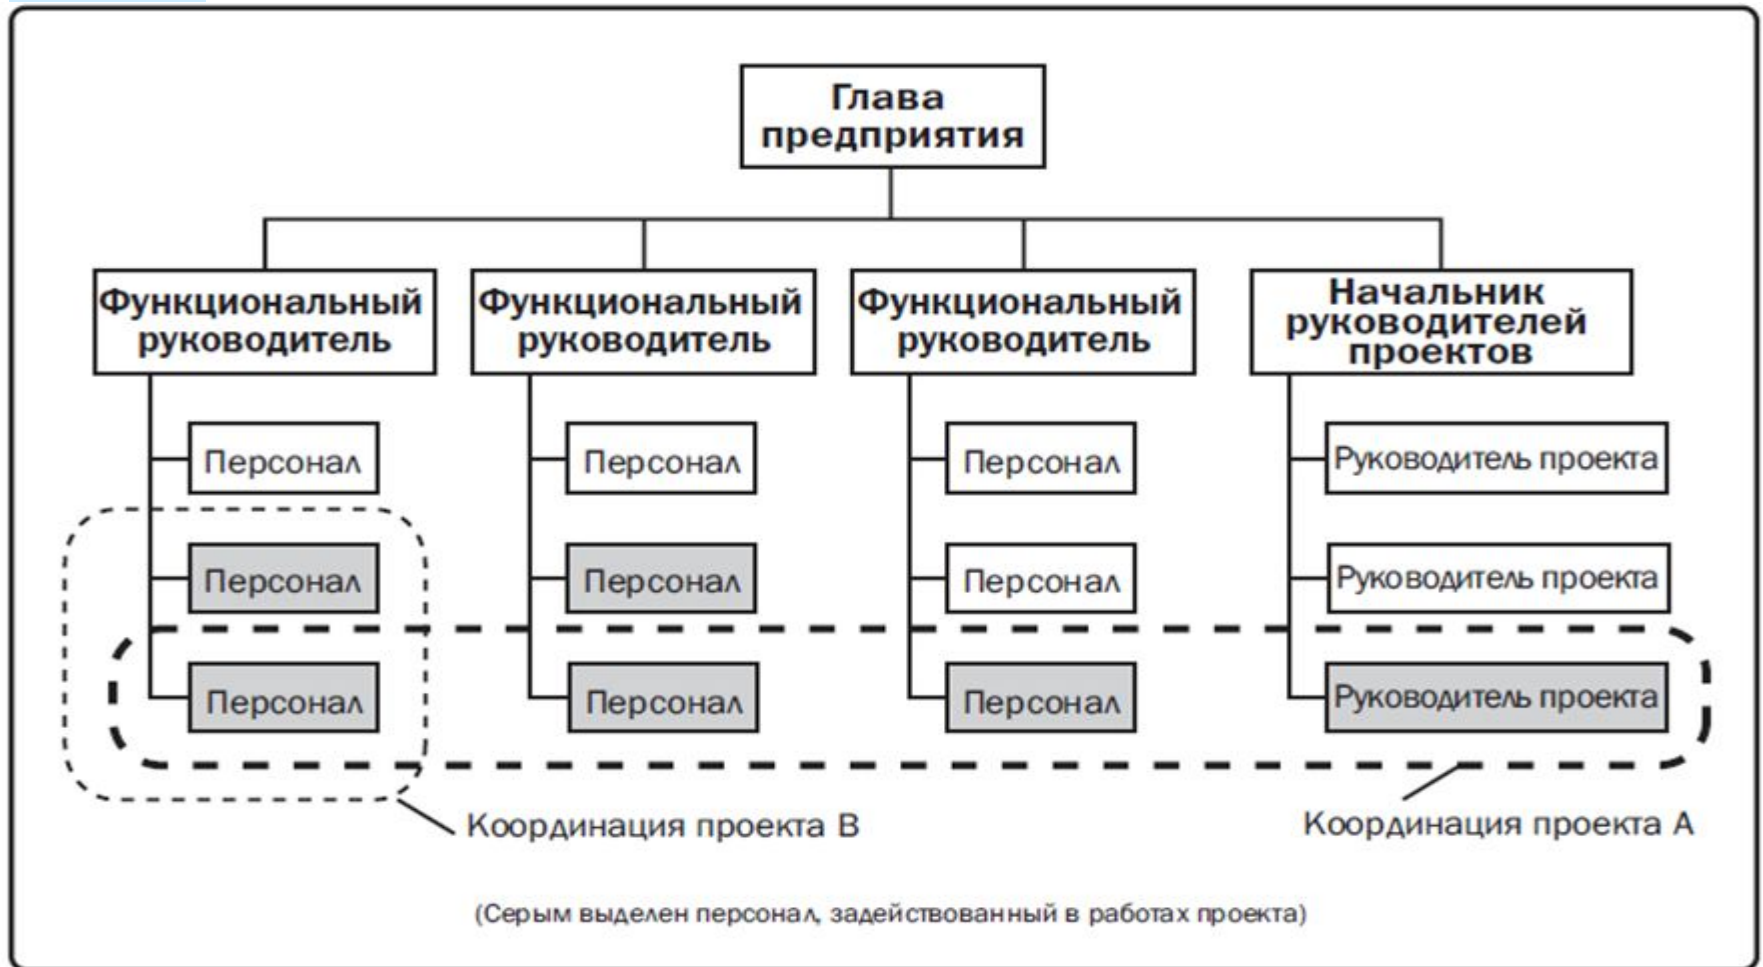 Глава
предприятия
Функциональный
руководитель
Функциональный
руководитель
Функциональный
руководитель
Начальник
руководителей
проектов
Персонал
Персонал
Персонал
Руководитель проекта
Персонал
Персонал
Персонал
Руководитель проекта
Персонал
Персонал
Персонал
Руководитель проекта
Координация проекта В
Координация проекта А
(Серым выделен персонал, задействованный в работах проекта)